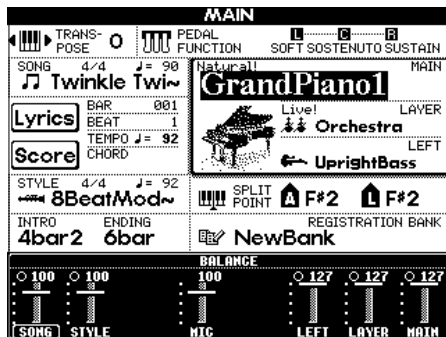 MAIN
TRANS-
POSE 0
PEDAL
FUNCTION
L C R
SOFT SOSTENUTO SUSTAIN
SONG 4/4 ♩= 90
Twinkle Twi~
Lyrics
Score
BAR 001
BEAT 1
TEMPO ♩= 92
CHORD
Natural! MAIN
GrandPiano1
Live! LAYER
Orchestra
LEFT
UprightBass
STYLE 4/4 ♩= 92
8BeatMod~
SPLIT
POINT A F#2 L F#2
INTRO ENDING
4bar2 6bar
REGISTRATION BANK
NewBank
BALANCE
100 100 100 127 127 127
SONG STYLE MIC LEFT LAYER MAIN